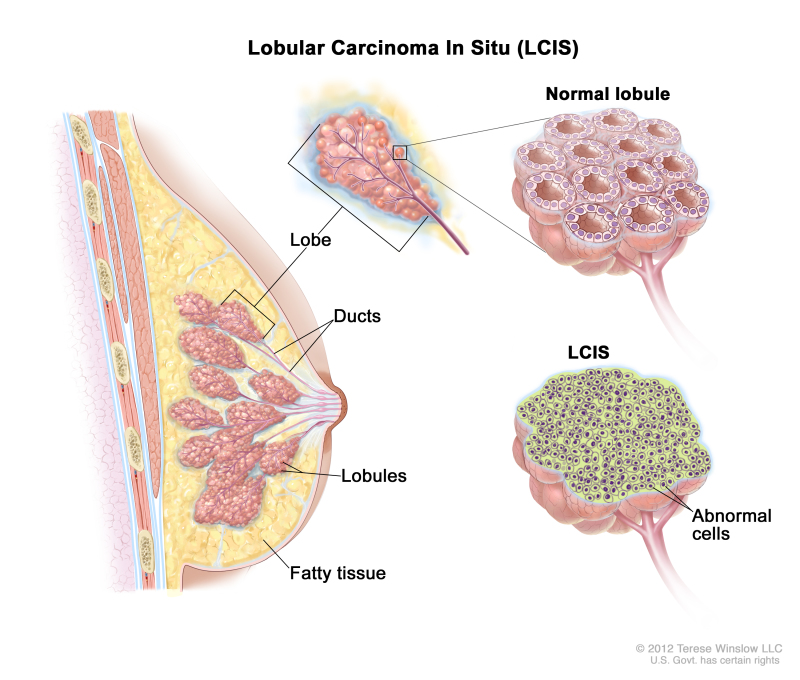 Lobular Carcinoma In Situ (LCIS)
Normal lobule
Lobe
Ducts
LCIS
Lobules
Abnormal
cells
Fatty tissue
© 2012 Terese Winslow LLC
U.S. Govt. has certain rights